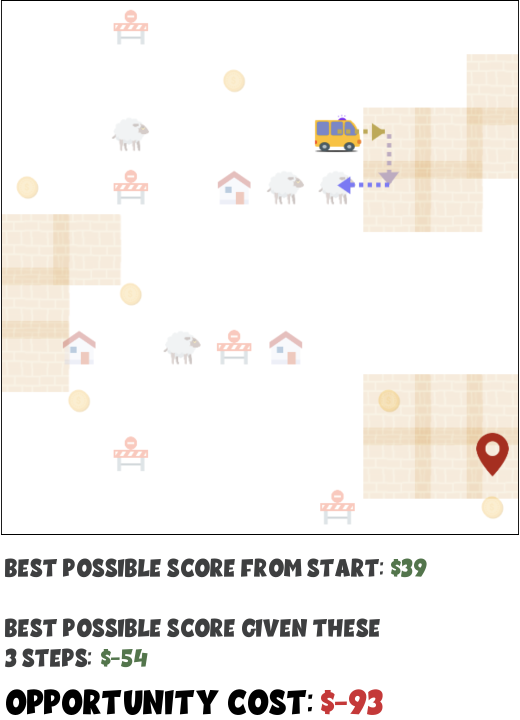 BEST POSSIBLE SCORE FROM START: $39
BEST POSSIBLE SCORE GIVEN THESE
3 STEPS: $-54
OPPORTUNITY COST: $-93